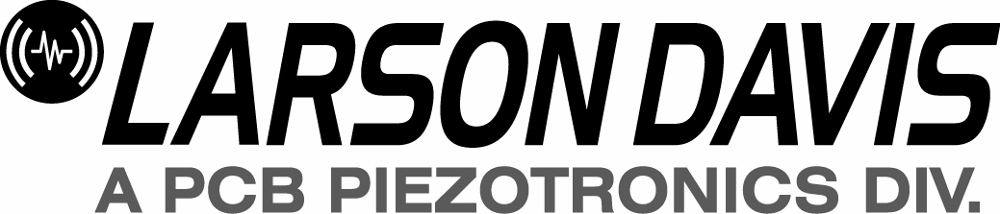 LARSON DAVIS
A PCB PIEZOTRONICS DIV.